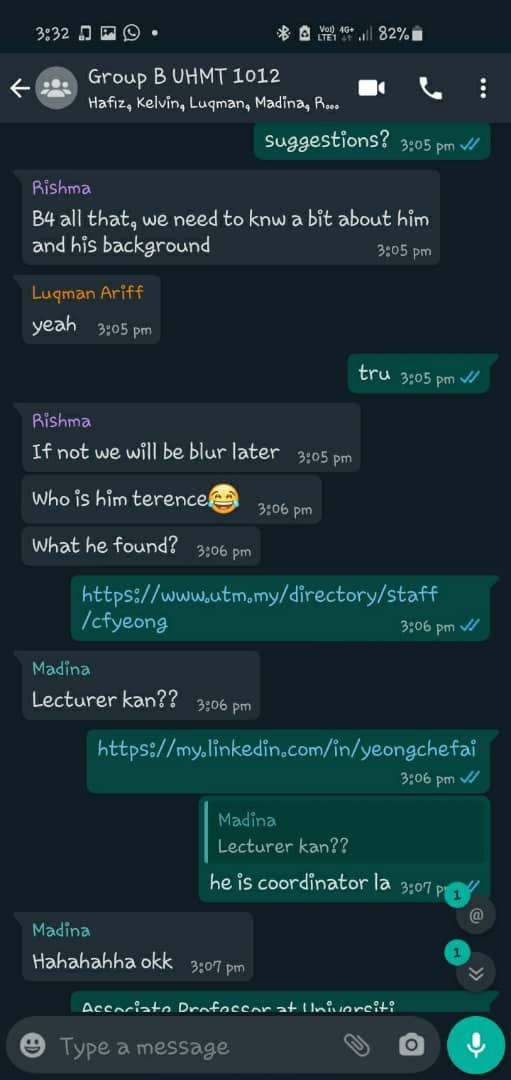 3:32
Vo)) 4G+
LTE1
82%
Group B UHMT 1012
Hafiz, Kelvin, Luqman, Madina, R...
suggestions? 3:05 pm
Rishma
B4 all that, we need to knw a bit about him
and his background
3:05 pm
Luqman Ariff
yeah 3:05 pm
tru 3:05 pm
Rishma
If not we will be blur later 3:05 pm
Who is him terence😂 3:06 pm
What he found? 3:06 pm
https://www.utm.my/directory/staff
/cfyeong
3:06 pm
Madina
Lecturer kan?? 3:06 pm
https://my.linkedin.com/in/yeongchefai
3:06 pm
Madina
Lecturer kan??
he is coordinator la 3:07 p
1
@
Madina
Hahahahha okk 3:07 pm
1
Associate Professor at Universiti
Type a message